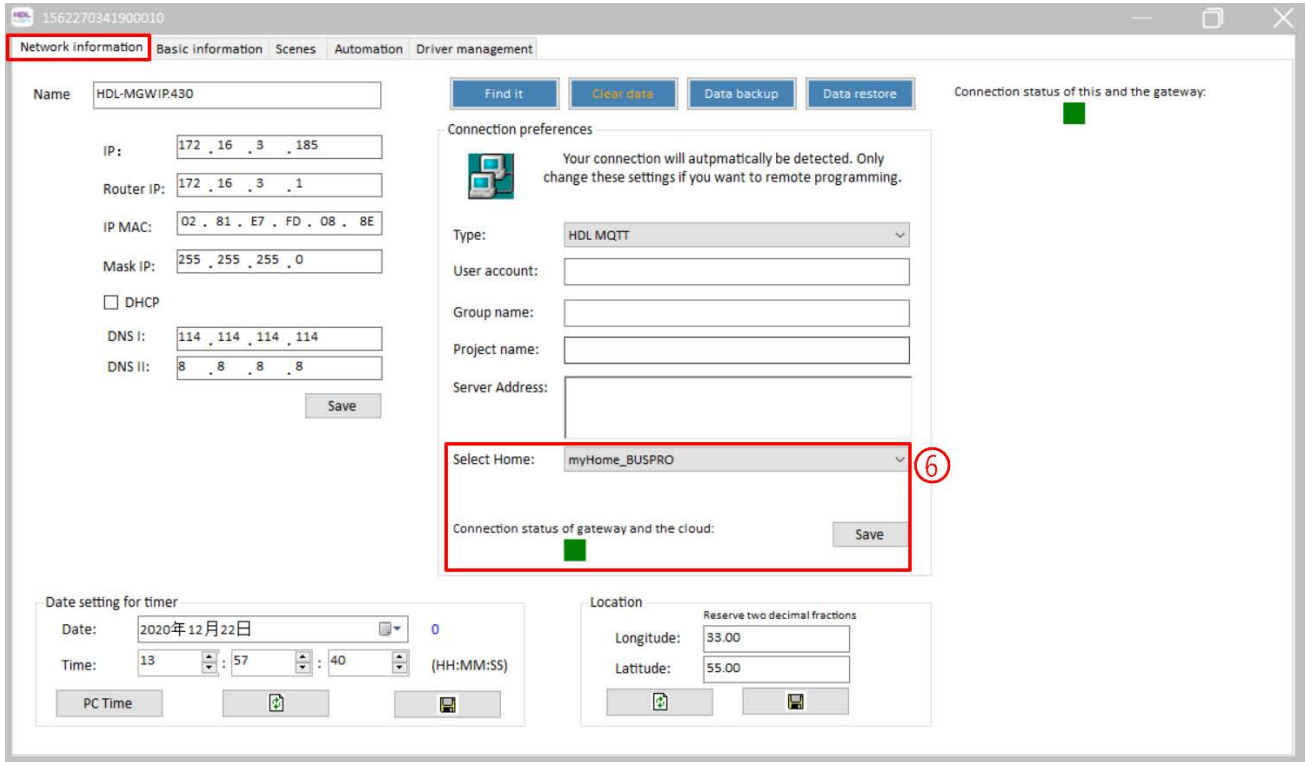 HDL
1562270341900010
Network information Basic information Scenes Automation Driver management
Name HDL-MGWIP.430
Find it Clear data Data backup Data restore
Connection status of this and the gateway:
IP: 172 . 16 . 3 . 185
Router IP: 172 . 16 . 3 . 1
IP MAC: 02 . 81 . E7 . FD . 08 . 8E
Mask IP: 255 . 255 . 255 . 0
DHCP
DNS I: 114 . 114 . 114 . 114
DNS II: 8 . 8 . 8 . 8
Save
Connection preferences
Your connection will autpmatically be detected. Only
change these settings if you want to remote programming.
Type: HDL MQTT
User account:
Group name:
Project name:
Server Address:
Select Home: myHome_BUSPRO
⑥
Connection status of gateway and the cloud:
Save
Date setting for timer
Date: 2020年12月22日 0
Time: 13 : 57 : 40 (HH:MM:SS)
PC Time
Location
Reserve two decimal fractions
Longitude: 33.00
Latitude: 55.00